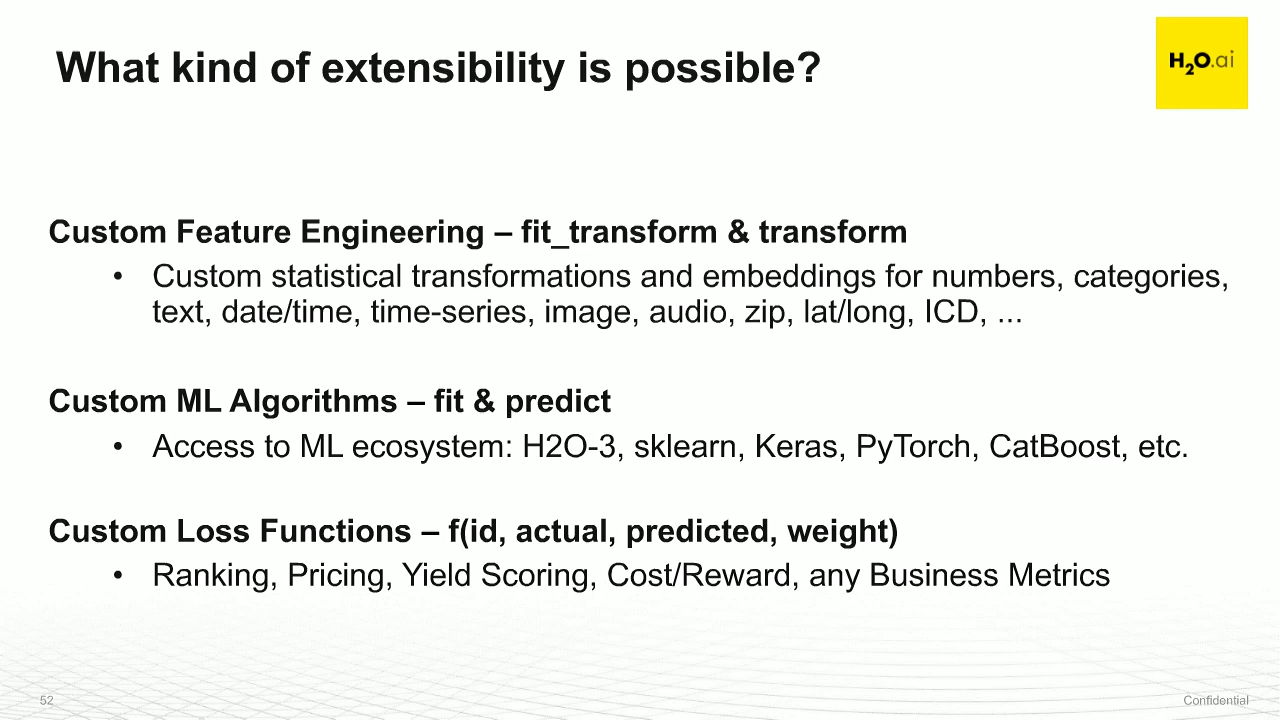 What kind of extensibility is possible?
H2O.ai
Custom Feature Engineering – fit_transform & transform
• Custom statistical transformations and embeddings for numbers, categories,
text, date/time, time-series, image, audio, zip, lat/long, ICD, ...
Custom ML Algorithms – fit & predict
• Access to ML ecosystem: H2O-3, sklearn, Keras, PyTorch, CatBoost, etc.
Custom Loss Functions – f(id, actual, predicted, weight)
• Ranking, Pricing, Yield Scoring, Cost/Reward, any Business Metrics
52
Confidential